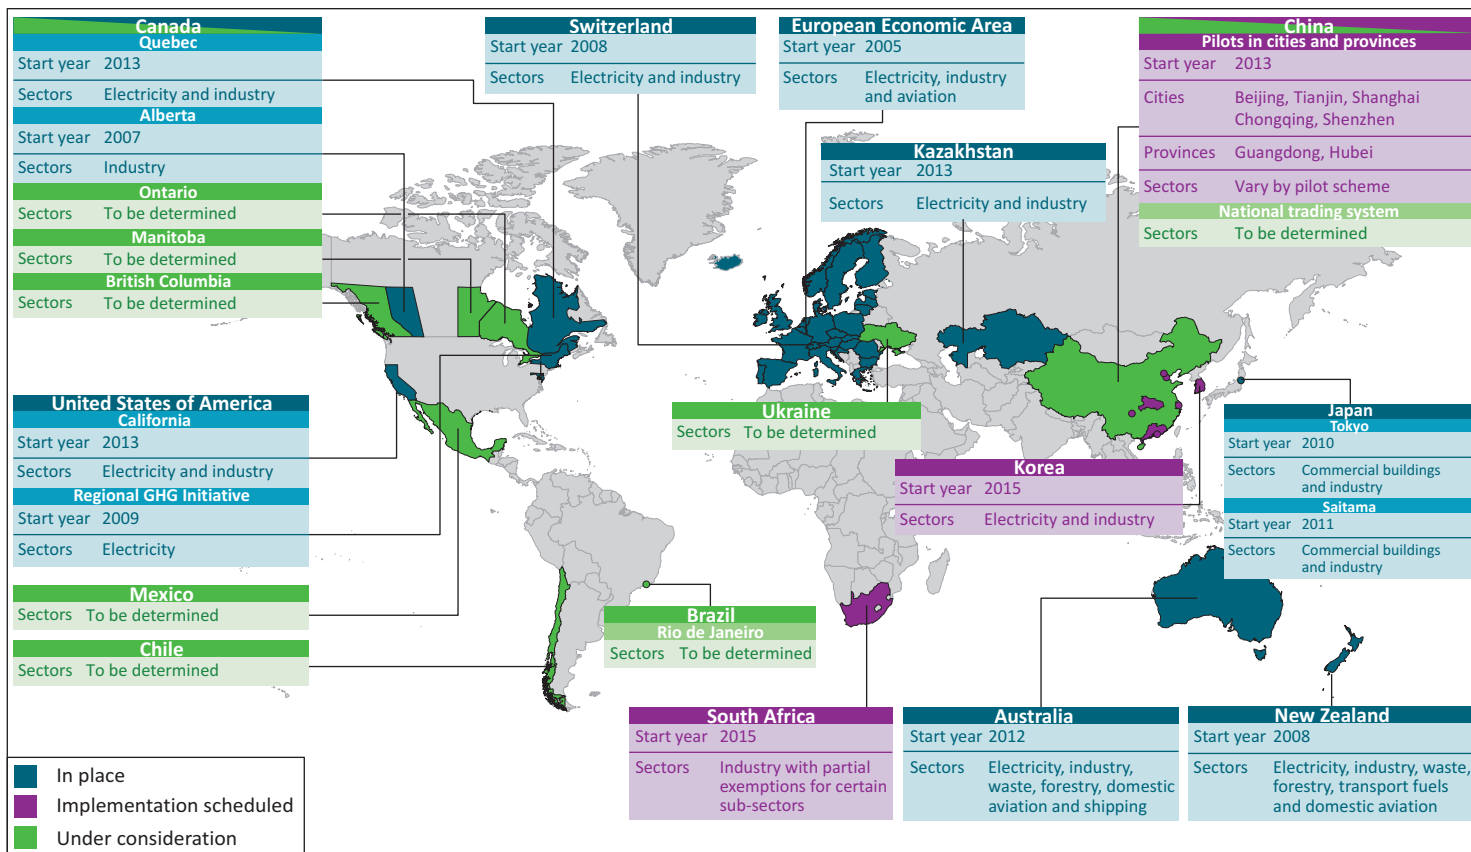 Canada
Quebec
Start year 2013
Sectors Electricity and industry
Alberta
Start year 2007
Sectors Industry
Ontario
Sectors To be determined
Manitoba
Sectors To be determined
British Columbia
Sectors To be determined
Switzerland
Start year 2008
Sectors Electricity and industry
European Economic Area
Start year 2005
Sectors Electricity, industry
and aviation
Kazakhstan
Start year 2013
Sectors Electricity and industry
China
Pilots in cities and provinces
Start year 2013
Cities Beijing, Tianjin, Shanghai
Chongqing, Shenzhen
Provinces Guangdong, Hubei
Sectors Vary by pilot scheme
National trading system
Sectors To be determined
United States of America
California
Start year 2013
Sectors Electricity and industry
Regional GHG Initiative
Start year 2009
Sectors Electricity
Mexico
Sectors To be determined
Chile
Sectors To be determined
Ukraine
Sectors To be determined
Korea
Start year 2015
Sectors Electricity and industry
Japan
Tokyo
Start year 2010
Sectors Commercial buildings
and industry
Saitama
Start year 2011
Sectors Commercial buildings
and industry
Brazil
Rio de Janeiro
Sectors To be determined
South Africa
Start year 2015
Sectors Industry with partial
exemptions for certain
sub-sectors
Australia
Start year 2012
Sectors Electricity, industry,
waste, forestry, domestic
aviation and shipping
New Zealand
Start year 2008
Sectors Electricity, industry, waste,
forestry, transport fuels
and domestic aviation
In place
Implementation scheduled
Under consideration